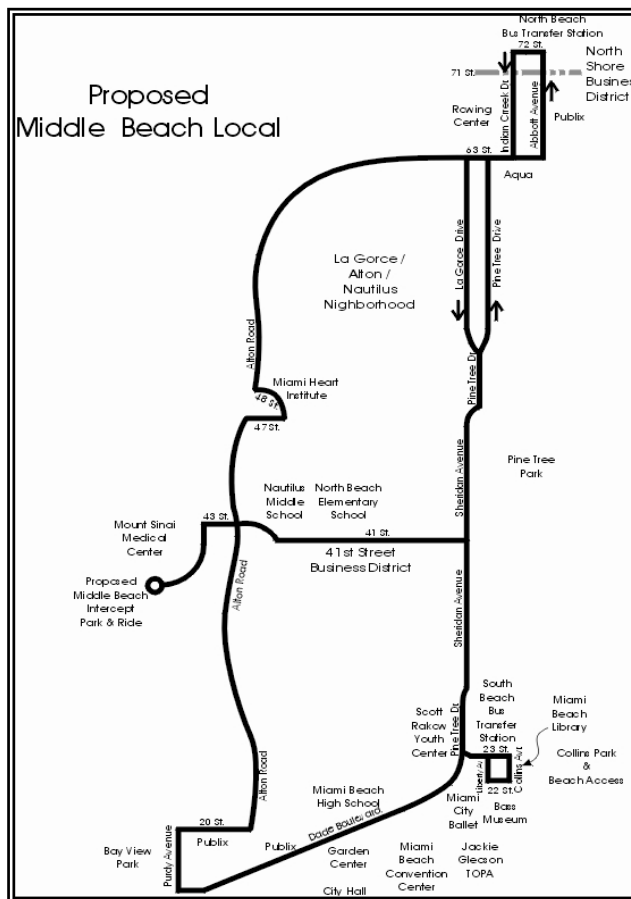 North Beach
Bus Transfer Station
72 St.
North
Shore
Business
District
71 St.
Proposed
Middle Beach Local
Rowing
Center
Indian Creek Dr.
Abbott Avenue
Publix
63 St.
Aqua
La Gorce /
Alton /
Nautilus
Nighborhood
La Gorce Drive
Pine Tree Drive
Alton Road
Pine Tree Dr
Miami Heart
Institute
48 St.
47 St.
Sheridan Avenue
Pine Tree
Park
Nautilus
Middle
School
North Beach
Elementary
School
43 St.
41 St.
Mount Sinai
Medical
Center
41st Street
Business District
Proposed
Middle Beach
Intercept
Park & Ride
Alton Road
Sheridan Avenue
South
Beach
Bus
Transfer
Station
Miami
Beach
Library
Scott
Rakow
Youth
Center
Pine Tree Dr
23 St.
Liberty Av
Collins Ave
22 St.
Collins Park
&
Beach Access
Bass
Museum
Alton Road
Miami Beach
High School
Miami
City
Ballet
20 St.
Dade Boulevard
Purdy Avenue
Bay View
Park
Publix
Publix
Garden
Center
Miami
Beach
Convention
Center
Jackie
Gleason
TOPA
City Hall